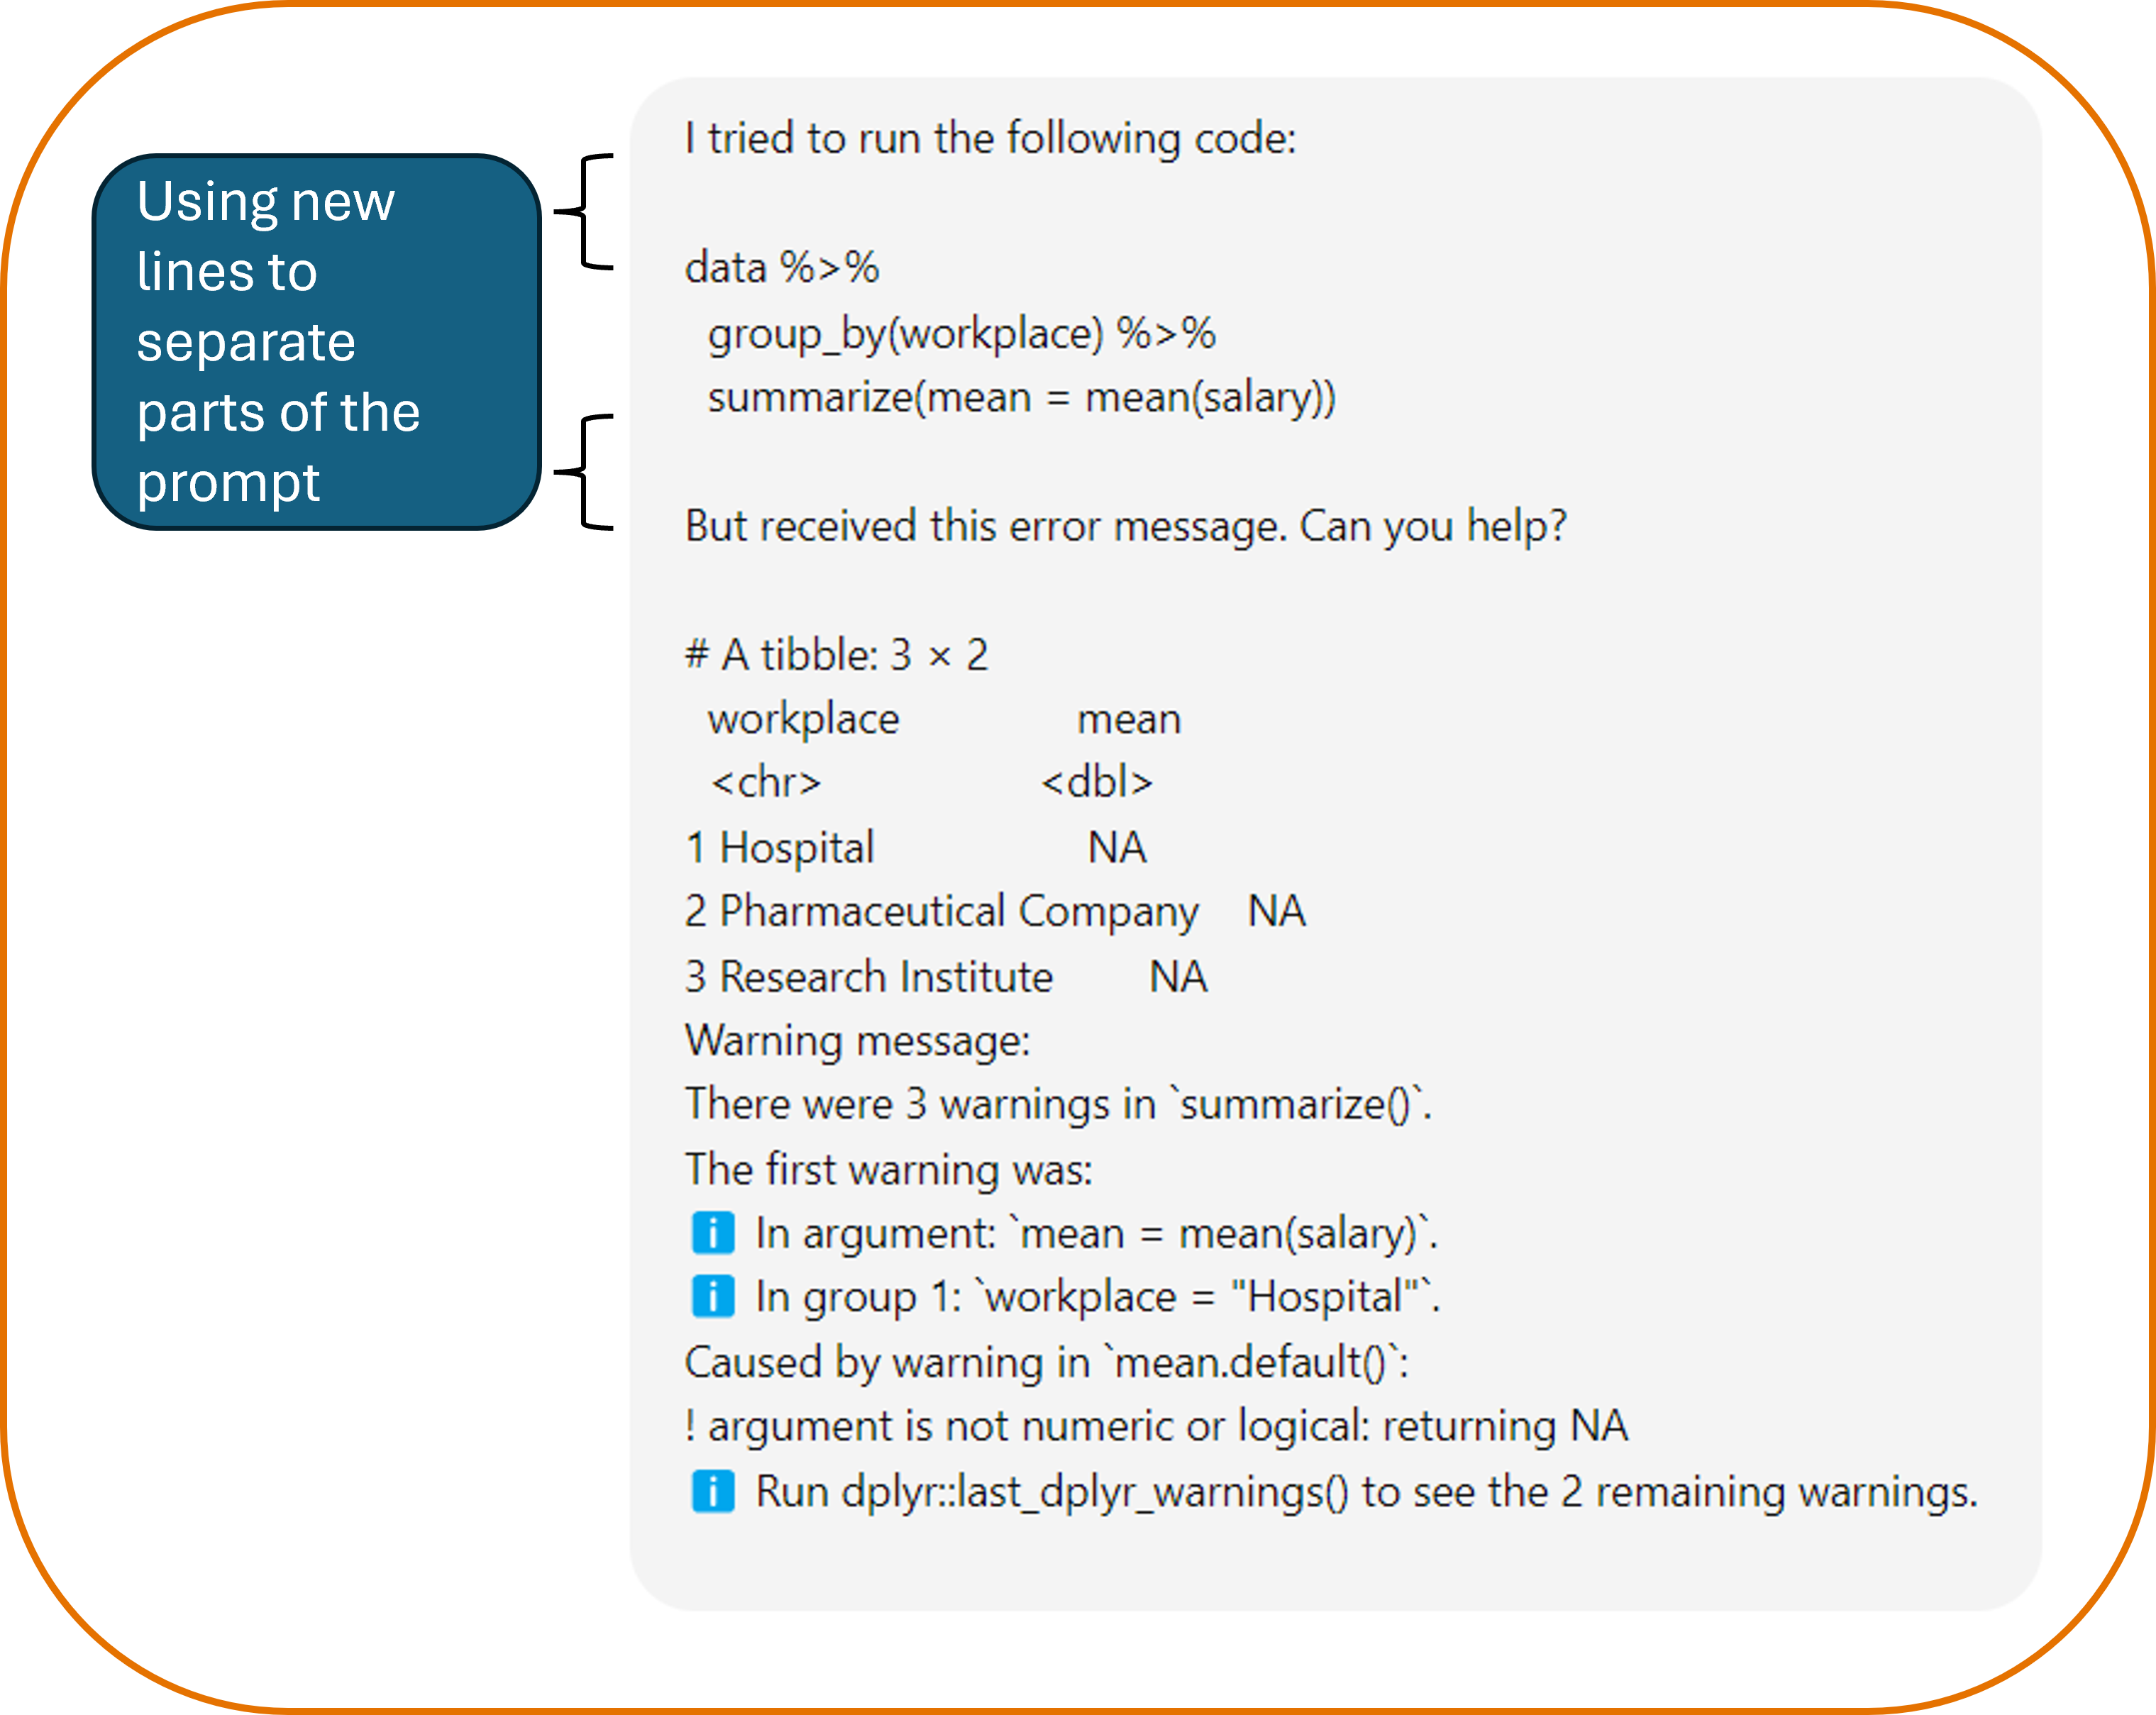 Using new
lines to
separate
parts of the
prompt
I tried to run the following code:
data %>%
group_by(workplace) %>%
summarize(mean = mean(salary))
But received this error message. Can you help?
# A tibble: 3 × 2
workplace mean
<chr> <dbl>
1 Hospital NA
2 Pharmaceutical Company NA
3 Research Institute NA
Warning message:
There were 3 warnings in `summarize()`.
The first warning was:
ℹ In argument: `mean = mean(salary)`.
ℹ In group 1: `workplace = "Hospital"`.
Caused by warning in `mean.default()`:
! argument is not numeric or logical: returning NA
ℹ Run dplyr::last_dplyr_warnings() to see the 2 remaining warnings.